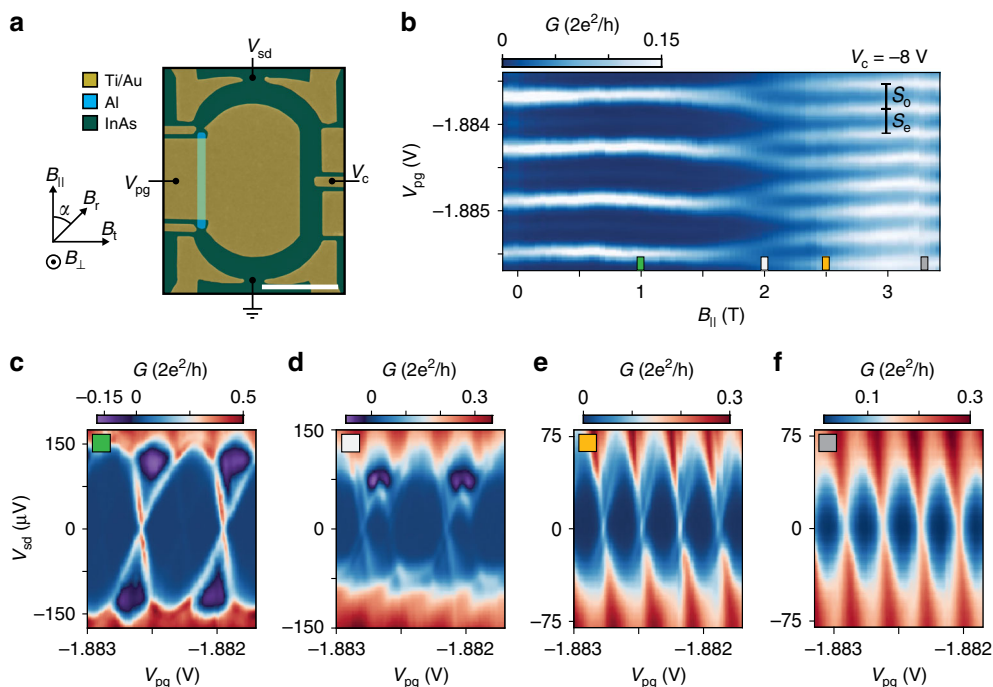 a
V_sd
Ti/Au
Al
InAs
V_pg
V_c
B_||
B_r
α
B_t
B_⊥
b
G (2e²/h)
0 0.15
V_c = −8 V
S_o
S_e
V_pg (V)
−1.884
−1.885
0 1 2 3
B_|| (T)
c
G (2e²/h)
−0.15 0 0.5
150
0
−150
V_sd (μV)
−1.883 −1.882
V_pg (V)
d
G (2e²/h)
0 0.3
150
0
−150
−1.883 −1.882
V_pg (V)
e
G (2e²/h)
0 0.3
75
0
−75
−1.883 −1.882
V_pg (V)
f
G (2e²/h)
0.1 0.3
75
0
−75
−1.883 −1.882
V_pg (V)